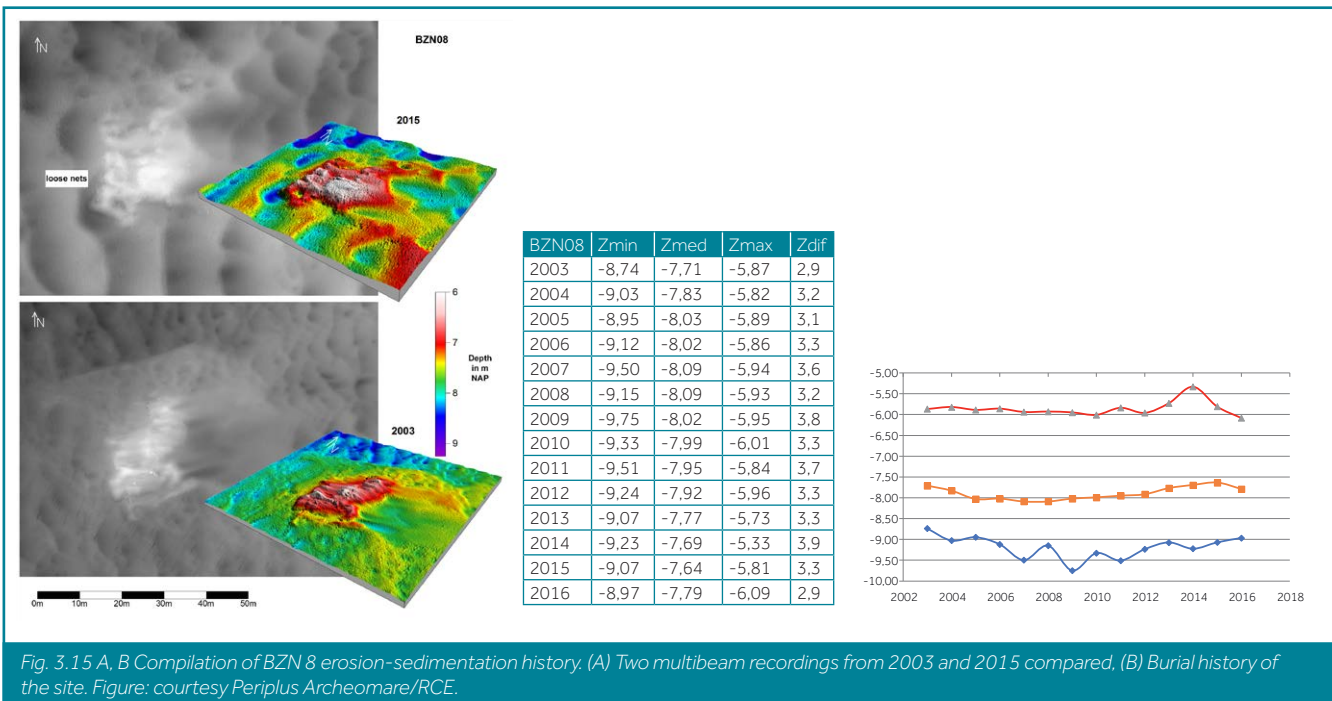 N
BZN08
2015
loose nets
N
6
7
Depth
in m
NAP
8
9
2003
0m 10m 20m 30m 40m 50m
BZN08 Zmin Zmed Zmax Zdif
2003 -8,74 -7,71 -5,87 2,9
2004 -9,03 -7,83 -5,82 3,2
2005 -8,95 -8,03 -5,89 3,1
2006 -9,12 -8,02 -5,86 3,3
2007 -9,50 -8,09 -5,94 3,6
2008 -9,15 -8,09 -5,93 3,2
2009 -9,75 -8,02 -5,95 3,8
2010 -9,33 -7,99 -6,01 3,3
2011 -9,51 -7,95 -5,84 3,7
2012 -9,24 -7,92 -5,96 3,3
2013 -9,07 -7,77 -5,73 3,3
2014 -9,23 -7,69 -5,33 3,9
2015 -9,07 -7,64 -5,81 3,3
2016 -8,97 -7,79 -6,09 2,9
-5,00
-5,50
-6,00
-6,50
-7,00
-7,50
-8,00
-8,50
-9,00
-9,50
-10,00
2002 2004 2006 2008 2010 2012 2014 2016 2018
Fig. 3.15 A, B Compilation of BZN 8 erosion-sedimentation history. (A) Two multibeam recordings from 2003 and 2015 compared, (B) Burial history of
the site. Figure: courtesy Periplus Archeomare/RCE.